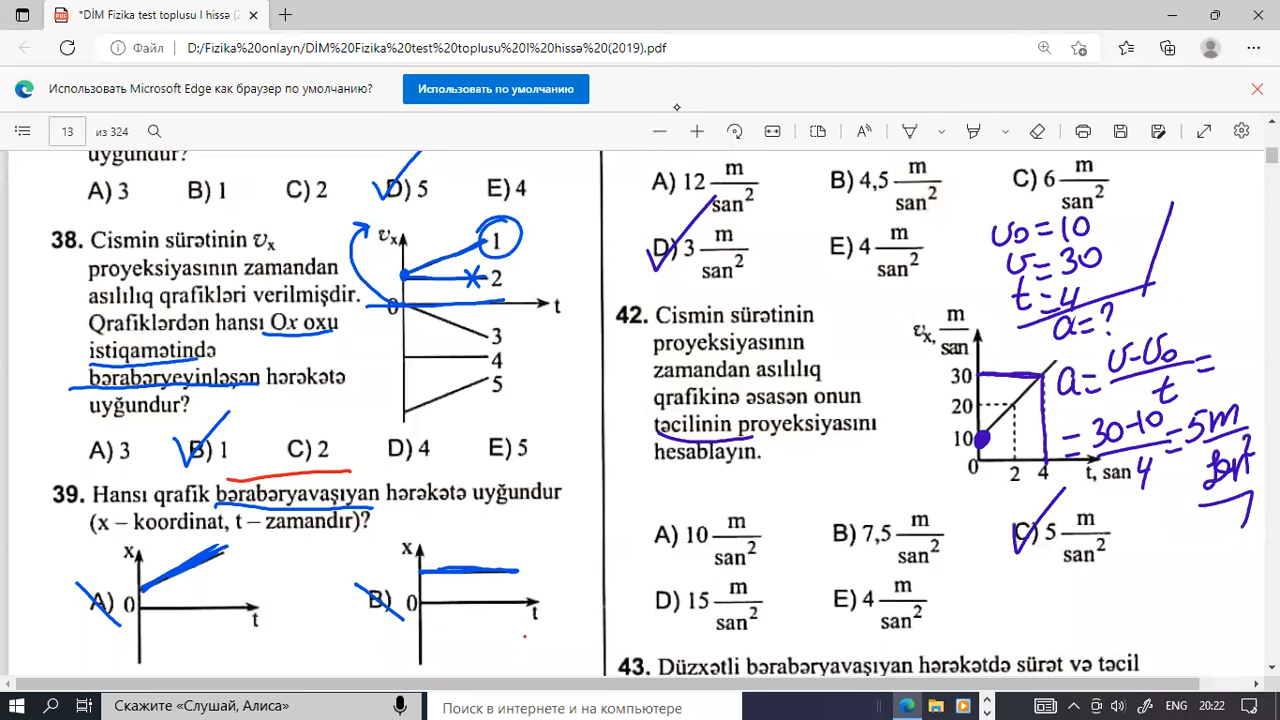 *DİM Fizika test toplusu I hissə (2
Файл
D:/Fizika%20onlayn/DİM%20Fizika%20test%20toplusu%20I%20hissə%20(2019).pdf
Использовать Microsoft Edge как браузер по умолчанию?
Использовать по умолчанию
13 из 324
uyğundur?
A) 3 B) 1 C) 2 D) 5 E) 4
38. Cismin sürətinin υx
proyeksiyasının zamandan
asılılıq qrafikləri verilmişdir.
Qrafiklərdən hansı Ox oxu
istiqamətində
bərabəryeyinləşən hərəkətə
uyğundur?
υx
1
2
0
t
3
4
5
A) 3 B) 1 C) 2 D) 4 E) 5
39. Hansı qrafik bərabəryavaşıyan hərəkətə uyğundur
(x – koordinat, t – zamandır)?
A) x 0 t
B) x 0 t
A) 12 m/san² B) 4,5 m/san² C) 6 m/san²
D) 3 m/san² E) 4 m/san²
υ0 = 10
υ = 30
t = 4
a = ?
42. Cismin sürətinin
proyeksiyasının
zamandan asılılıq
qrafikinə əsasən onun
təcilinin proyeksiyasını
hesablayın.
υx, m/san
30
20
10
0 2 4 t, san
a = υ-υ0/t =
= 30-10/4 = 5 m/san²
A) 10 m/san² B) 7,5 m/san² C) 5 m/san²
D) 15 m/san² E) 4 m/san²
43. Düzxətli bərabəryavaşıyan hərəkətdə sürət və təcil
Скажите «Слушай, Алиса»
Поиск в интернете и на компьютере
ENG 20:22